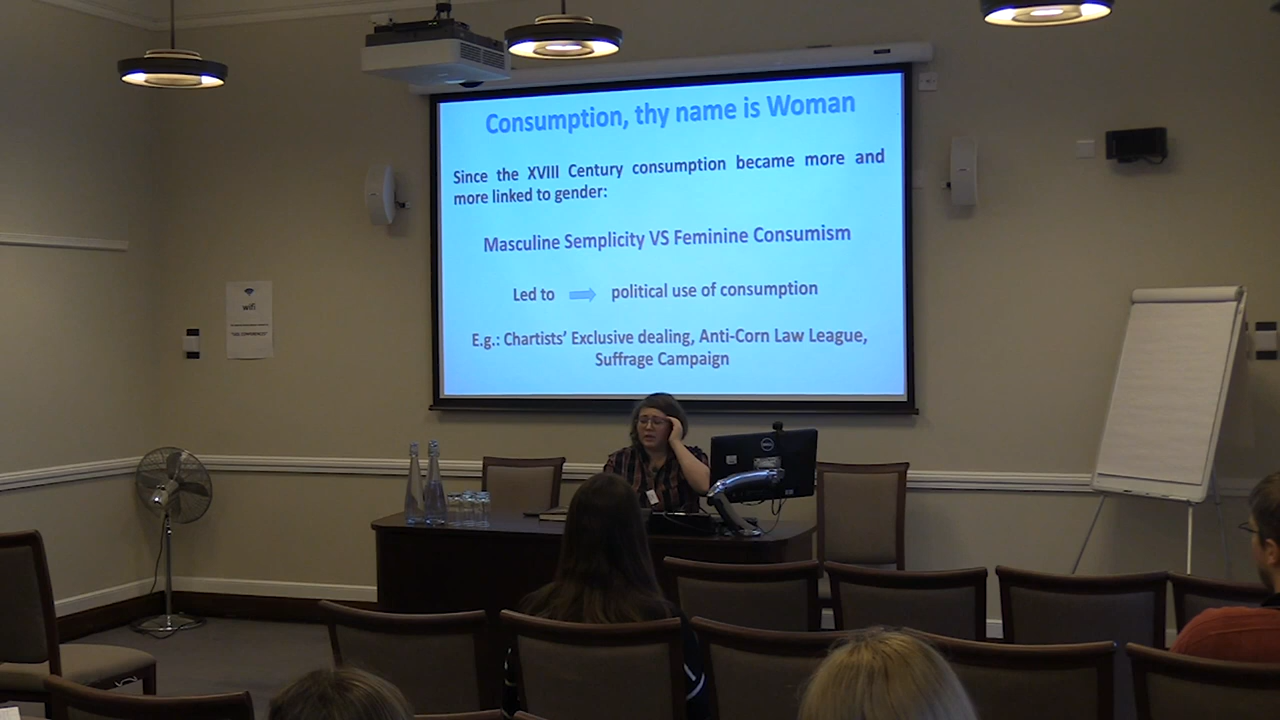 Consumption, thy name is Woman
Since the XVIII Century consumption became more and
more linked to gender:
Masculine Semplicity VS Feminine Consumism
Led to political use of consumption
E.g.: Chartists' Exclusive dealing, Anti-Corn Law League,
Suffrage Campaign
wifi
DELL